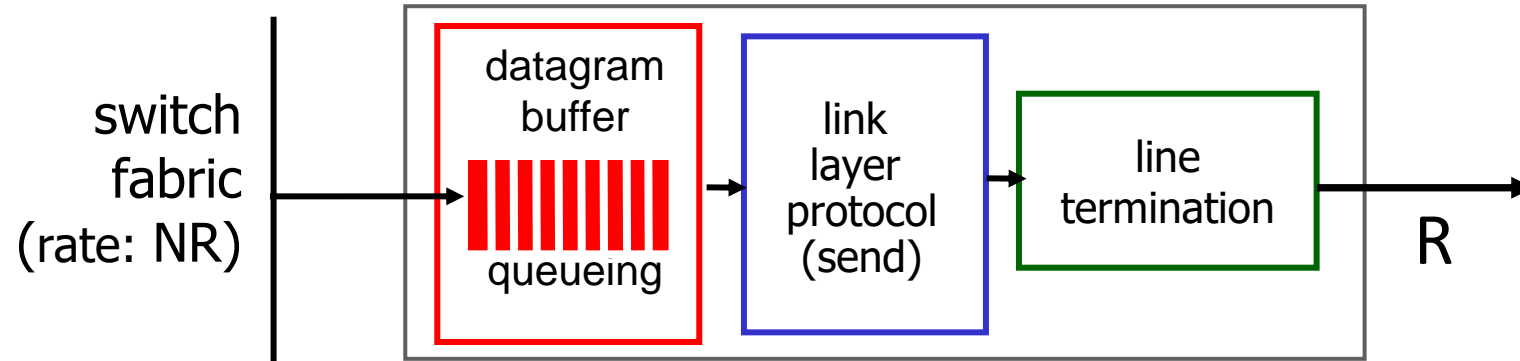 switch
fabric
(rate: NR)
datagram
buffer
queueing
link
layer
protocol
(send)
line
termination
R